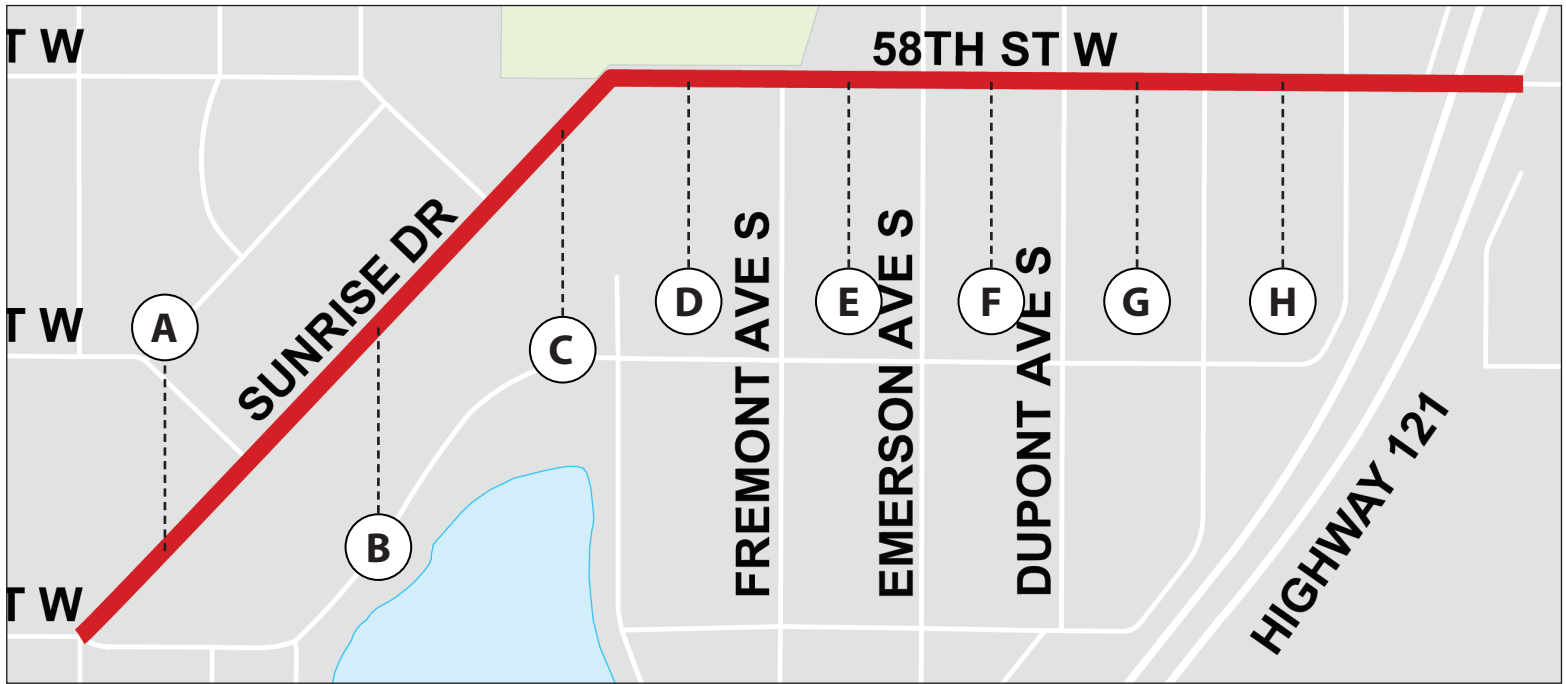 T W
58TH ST W
T W
SUNRISE DR
A
B
C
D
E
F
G
H
FREMONT AVE S
EMERSON AVE S
DUPONT AVE S
HIGHWAY 121
T W